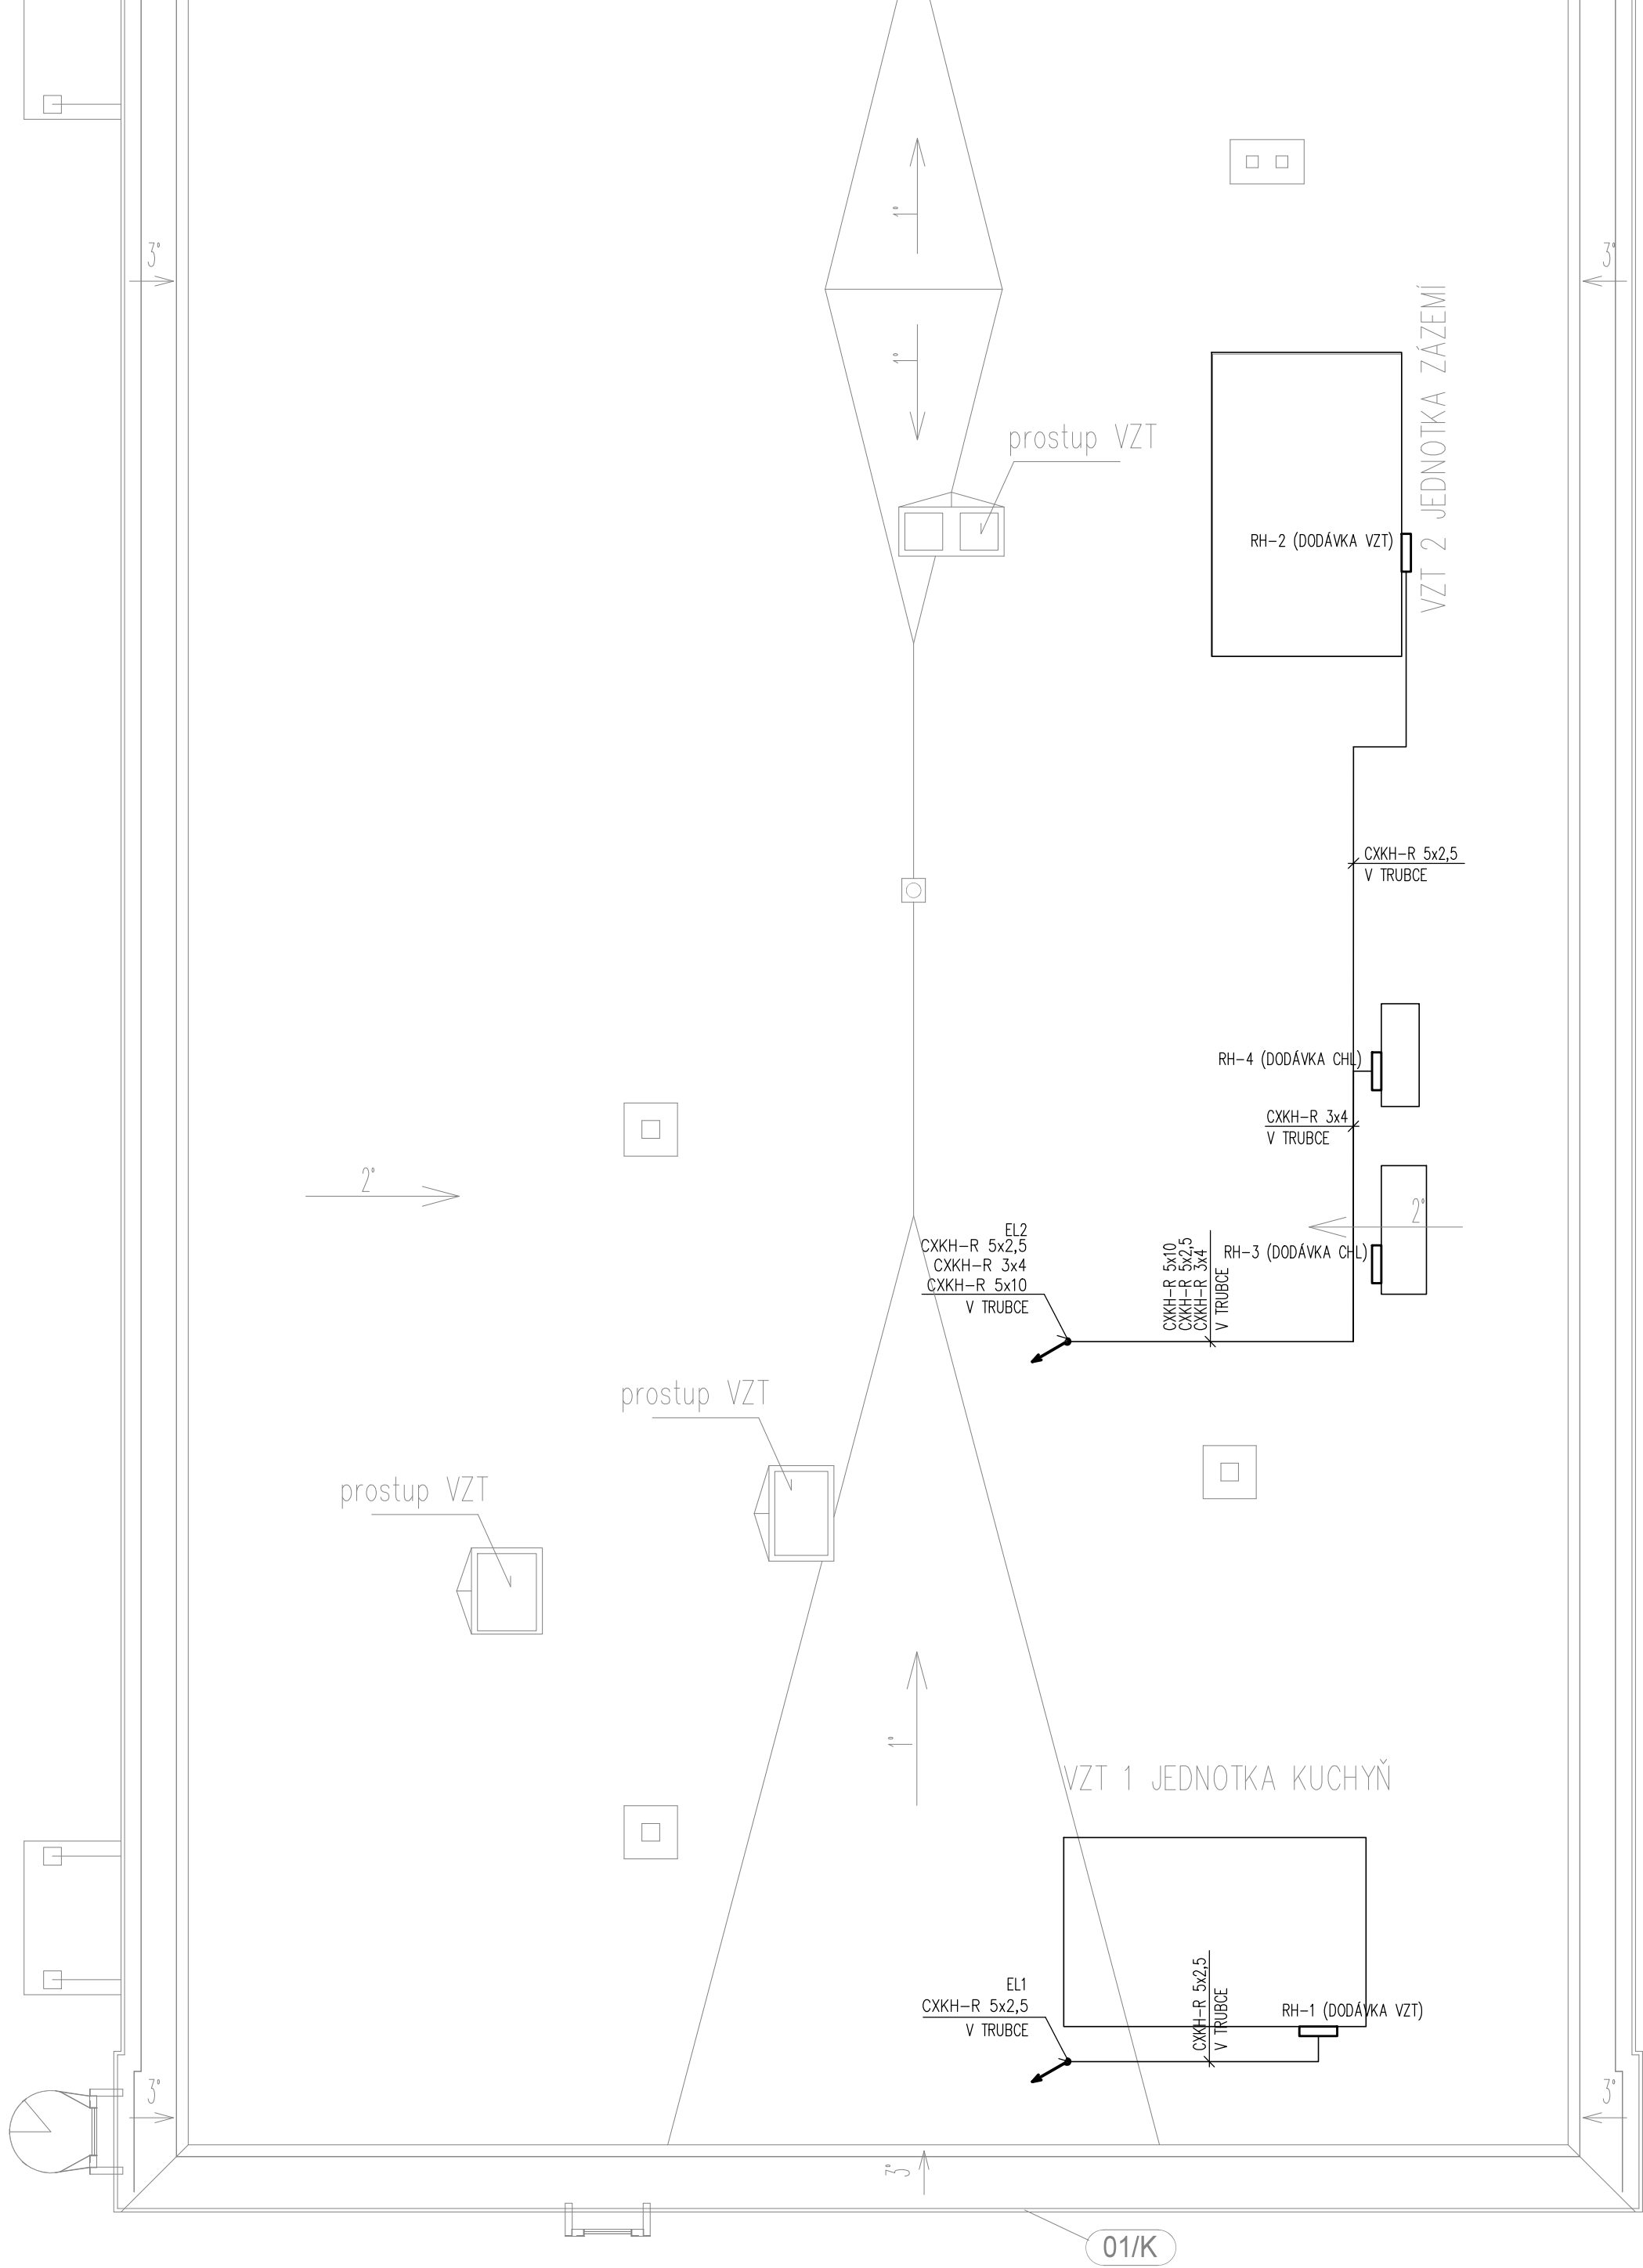 3°
3°
1°
1°
prostup VZT
VZT 2 JEDNOTKA ZÁZEMÍ
RH-2 (DODÁVKA VZT)
CXKH-R 5x2,5
V TRUBCE
RH-4 (DODÁVKA CHL)
CXKH-R 3x4
V TRUBCE
2°
2°
EL2
CXKH-R 5x2,5
CXKH-R 3x4
CXKH-R 5x10
V TRUBCE
CXKH-R 5x10
CXKH-R 5x2,5
CXKH-R 3x4
V TRUBCE
RH-3 (DODÁVKA CHL)
prostup VZT
prostup VZT
1°
VZT 1 JEDNOTKA KUCHYŇ
EL1
CXKH-R 5x2,5
V TRUBCE
CXKH-R 5x2,5
V TRUBCE
RH-1 (DODÁVKA VZT)
3°
3°
3°
01/K